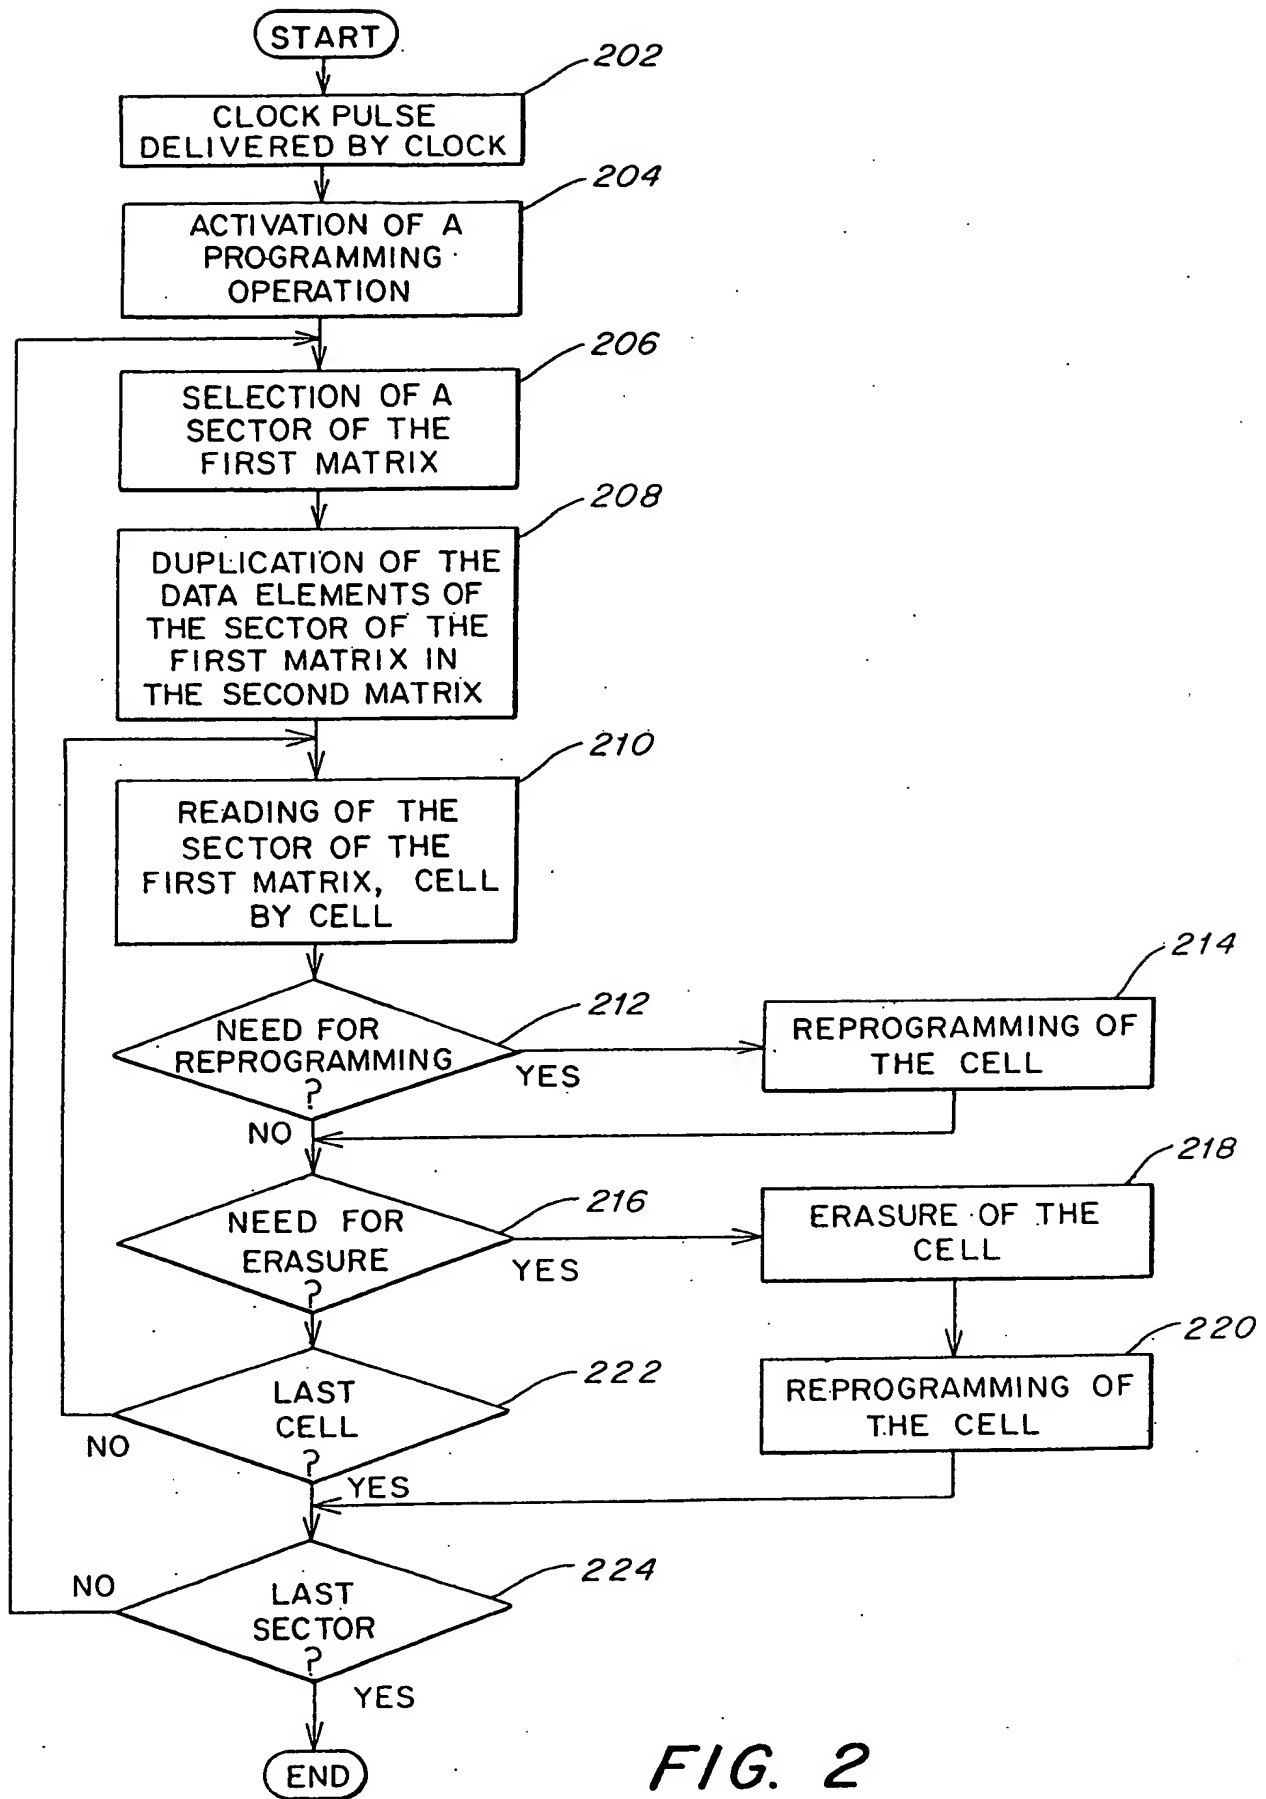 START
202
CLOCK PULSE
DELIVERED BY CLOCK
204
ACTIVATION OF A
PROGRAMMING
OPERATION
206
SELECTION OF A
SECTOR OF THE
FIRST MATRIX
208
DUPLICATION OF THE
DATA ELEMENTS OF
THE SECTOR OF THE
FIRST MATRIX IN
THE SECOND MATRIX
210
READING OF THE
SECTOR OF THE
FIRST MATRIX, CELL
BY CELL
212
NEED FOR
REPROGRAMMING
?
YES
NO
214
REPROGRAMMING OF
THE CELL
216
NEED FOR
ERASURE
?
YES
218
ERASURE OF THE
CELL
220
REPROGRAMMING OF
THE CELL
222
LAST
CELL
?
NO
YES
224
LAST
SECTOR
?
NO
YES
END
FIG. 2